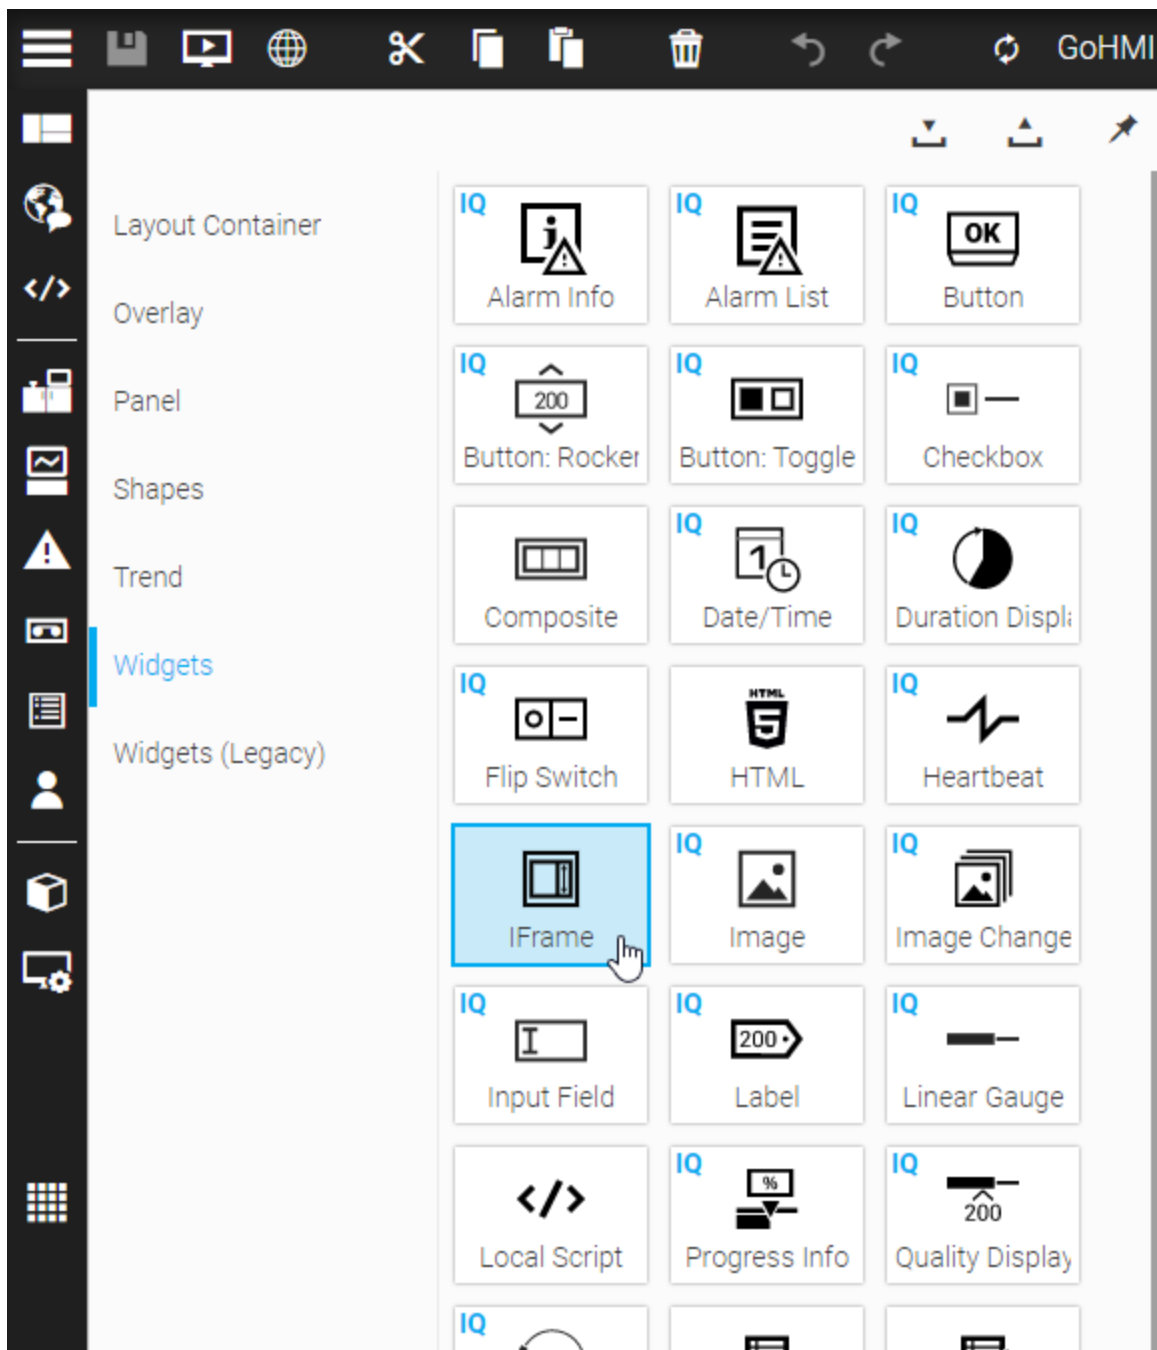 GoHMI
Layout Container
Overlay
Panel
Shapes
Trend
Widgets
Widgets (Legacy)
IQ
Alarm Info
IQ
Alarm List
IQ
OK
Button
IQ
200
Button: Rocker
IQ
Button: Toggle
IQ
Checkbox
Composite
IQ
1
Date/Time
IQ
Duration Displa
IQ
Flip Switch
HTML
5
HTML
IQ
Heartbeat
IFrame
IQ
Image
IQ
Image Change
IQ
Input Field
IQ
200
Label
IQ
Linear Gauge
</>
Local Script
IQ
%
Progress Info
IQ
200
Quality Display
IQ